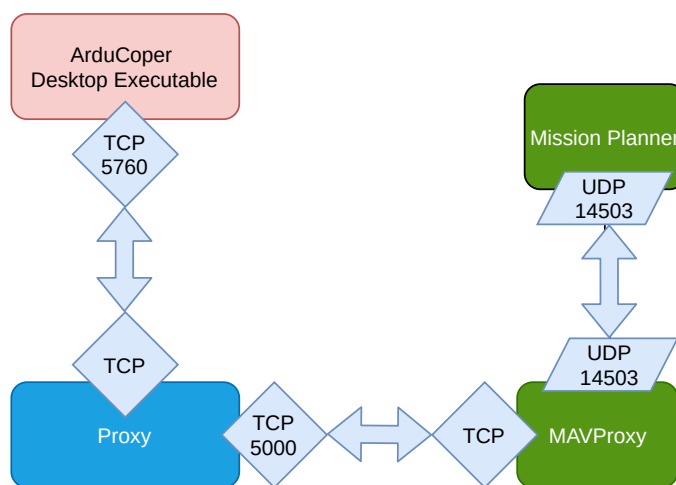 ArduCoper
Desktop Executable
TCP
5760
Mission Planner
UDP
14503
TCP
UDP
14503
Proxy
TCP
5000
TCP
MAVProxy